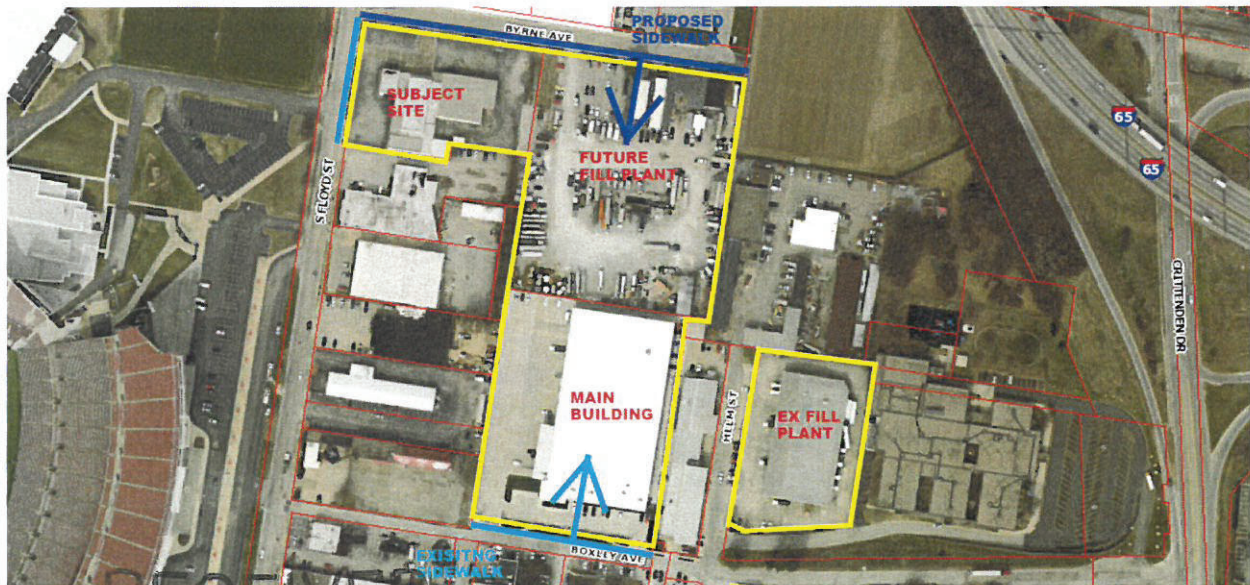 BYRNE AVE
PROPOSED
SIDEWALK
65
65
SUBJECT
SITE
FUTURE
FILL PLANT
S FLOYD ST
CRITTENDEN DR
MAIN
BUILDING
HELM ST
EX FILL
PLANT
EXISITNG
SIDEWALK
BOXLEY AVE